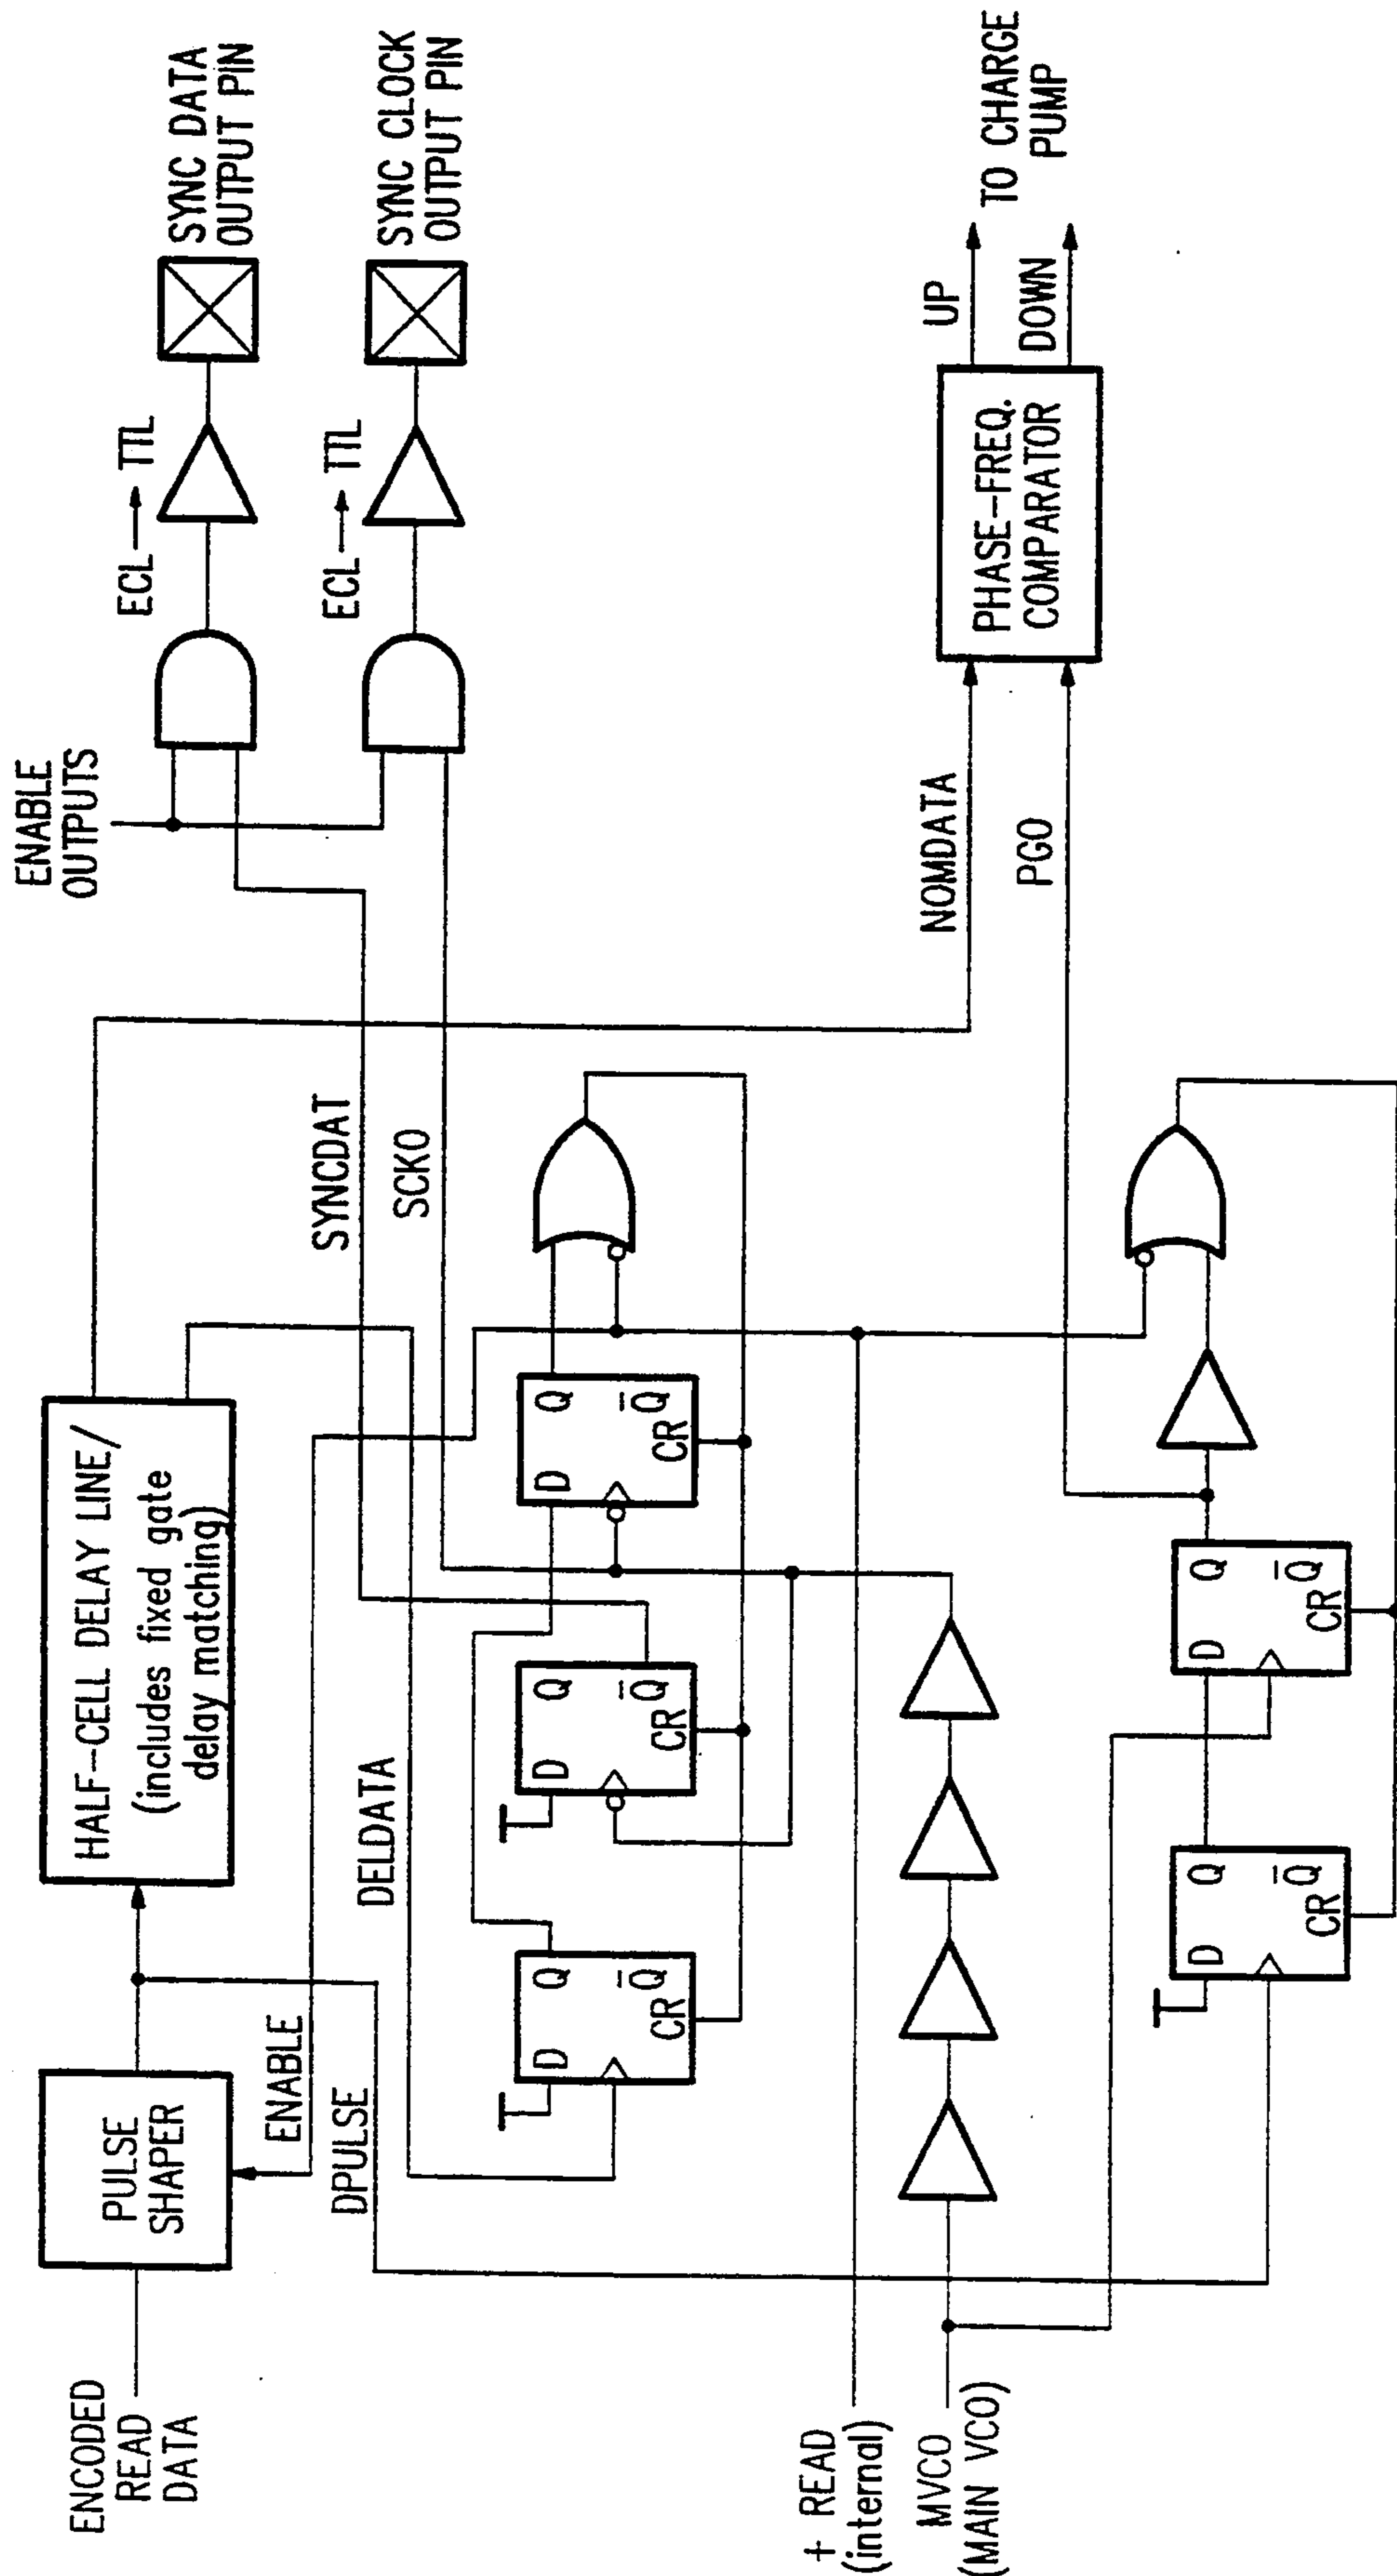 ENCODED
READ
DATA
PULSE
SHAPER
ENABLE
DPULSE
HALF-CELL DELAY LINE/
(includes fixed gate
delay matching)
DELDATA
SYNCDAT
SCKO
ENABLE
OUTPUTS
ECL → TTL
ECL → TTL
SYNC DATA
OUTPUT PIN
SYNC CLOCK
OUTPUT PIN
D
Q
Q̅
CR
D
Q
Q̅
CR
D
Q
Q̅
CR
+ READ
(internal)
MVCO
(MAIN VCO)
D
Q
Q̅
CR
D
Q
Q̅
CR
NOMDATA
PGO
PHASE-FREQ.
COMPARATOR
UP
DOWN
TO CHARGE
PUMP